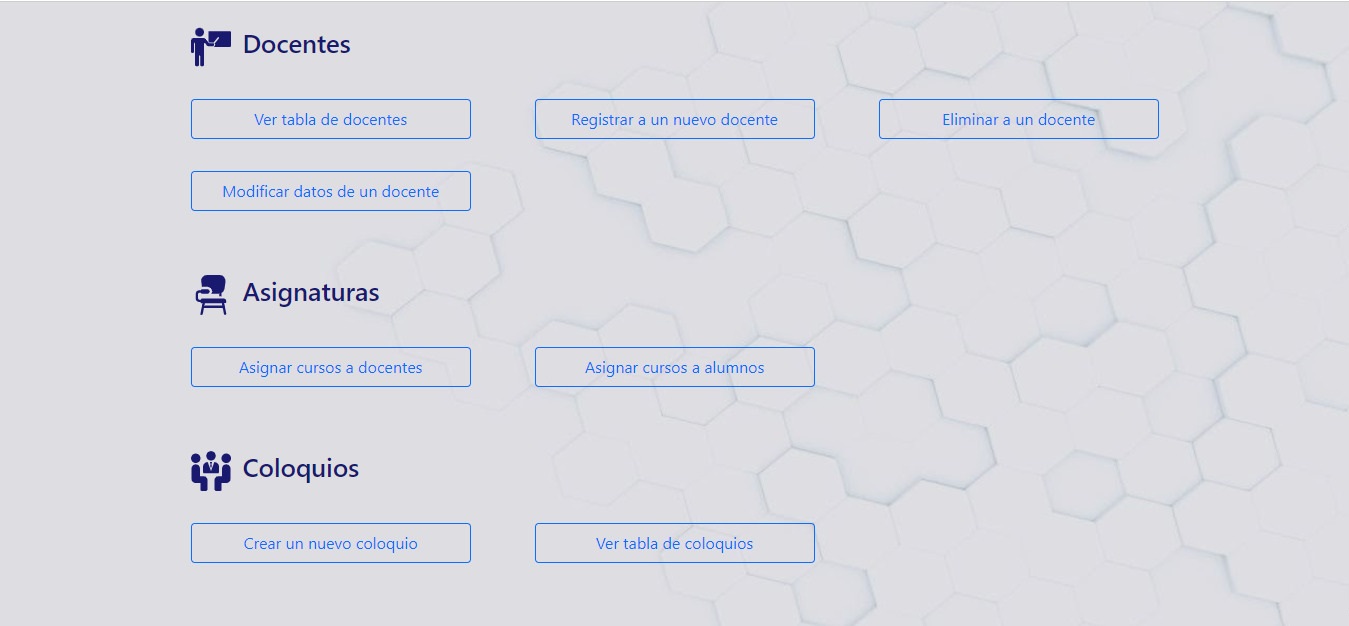 Docentes
Ver tabla de docentes
Registrar a un nuevo docente
Eliminar a un docente
Modificar datos de un docente
Asignaturas
Asignar cursos a docentes
Asignar cursos a alumnos
Coloquios
Crear un nuevo coloquio
Ver tabla de coloquios